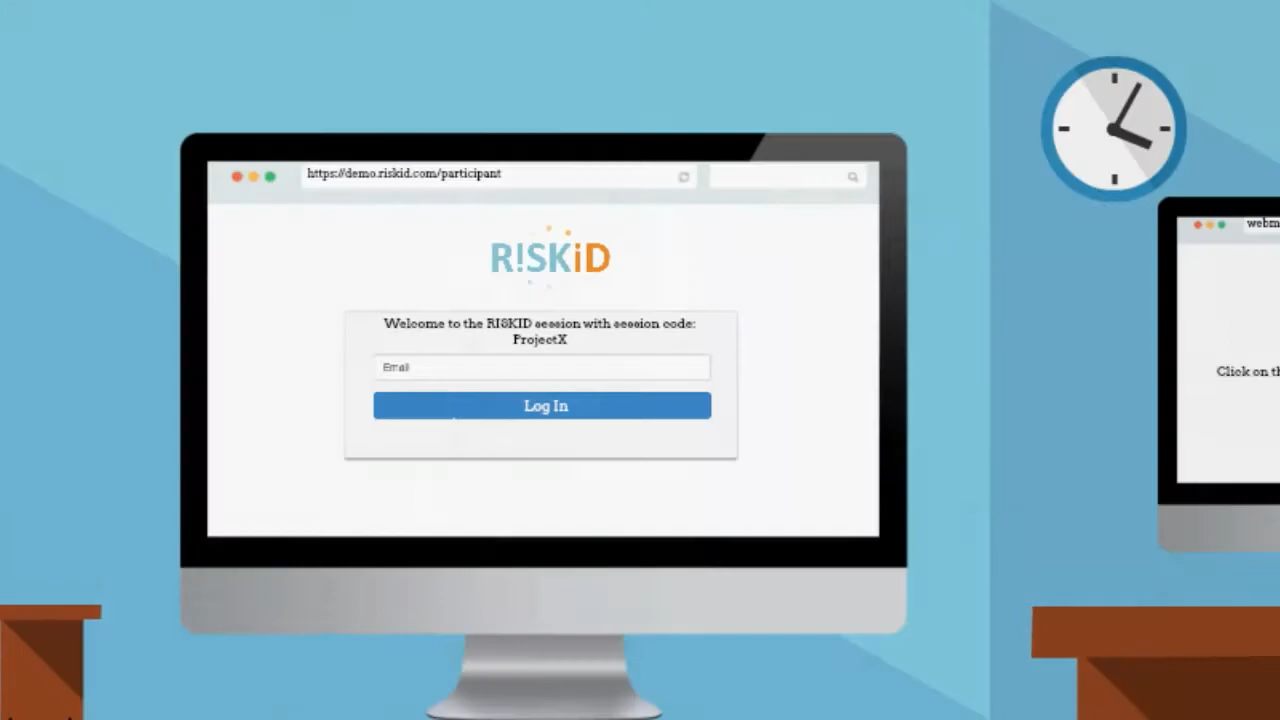 https://demo.riskid.com/participant
R!SKiD
Welcome to the RISKID session with session code:
ProjectX
Email
Log In
webm
Click on th